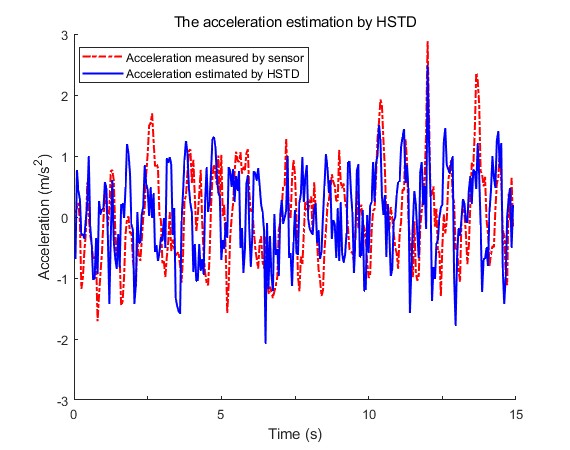 The acceleration estimation by HSTD
Acceleration measured by sensor
Acceleration estimated by HSTD
Acceleration (m/s²)
3
2
1
0
-1
-2
-3
0 5 10 15
Time (s)